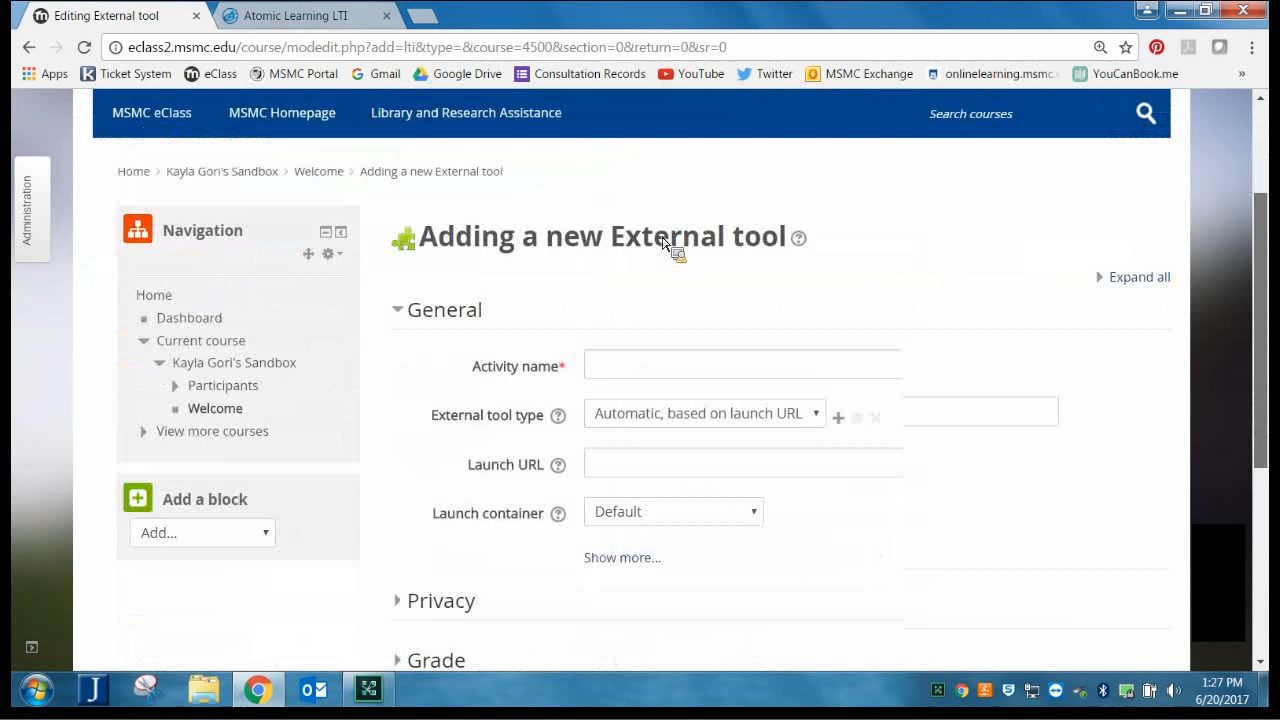 Editing External tool
Atomic Learning LTI
eclass2.msmc.edu/course/modedit.php?add=lti&type=&course=4500&section=0&return=0&sr=0
Apps Ticket System eClass MSMC Portal Gmail Google Drive Consultation Records YouTube Twitter MSMC Exchange onlinelearning.msmc. YouCanBook.me »
MSMC eClass MSMC Homepage Library and Research Assistance Search courses
Administration
Home Kayla Gori's Sandbox Welcome Adding a new External tool
Navigation
Home
Dashboard
Current course
Kayla Gori's Sandbox
Participants
Welcome
View more courses
Add a block
Add...
Adding a new External tool
Expand all
General
Activity name*
External tool type Automatic, based on launch URL
Launch URL
Launch container Default
Show more...
Privacy
Grade
1:27 PM
6/20/2017